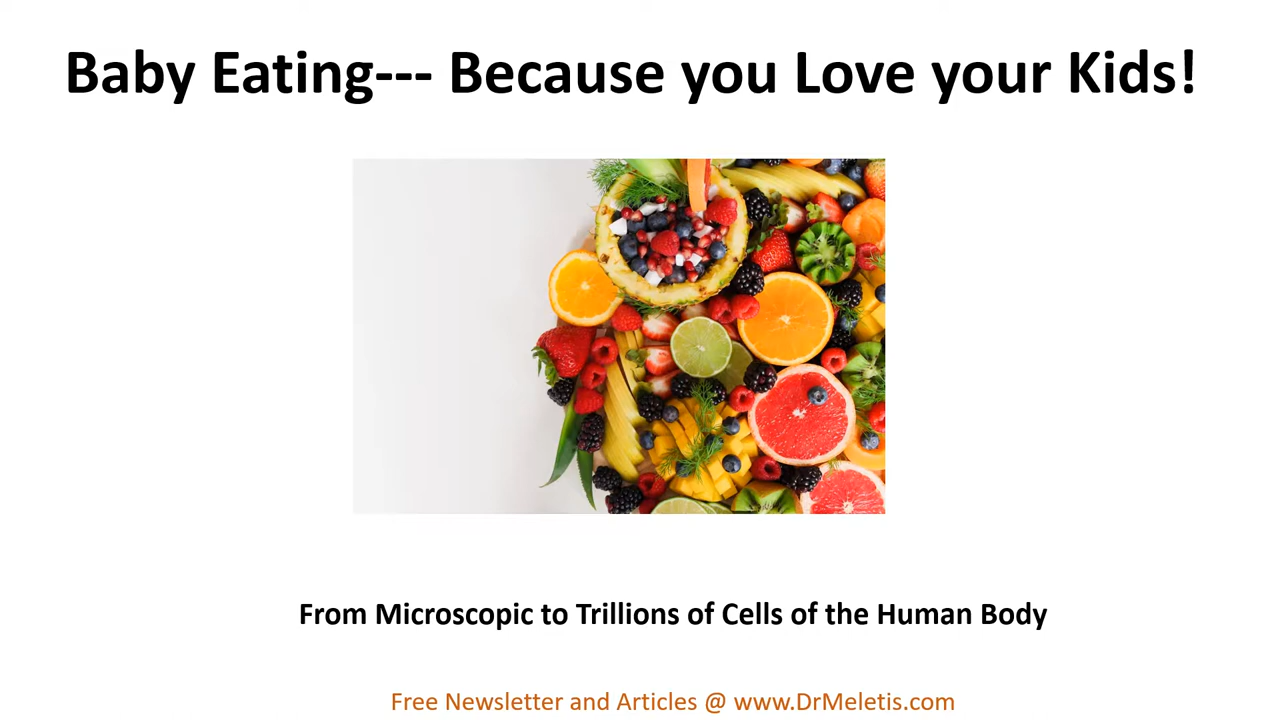 Baby Eating--- Because you Love your Kids!
From Microscopic to Trillions of Cells of the Human Body
Free Newsletter and Articles @ www.DrMeletis.com